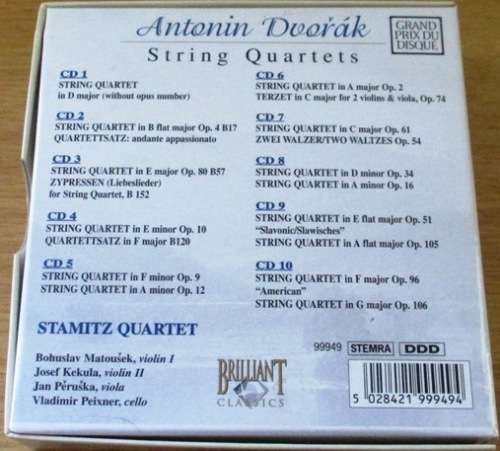 Antonin Dvořák
String Quartets
GRAND
PRIX DU
DISQUE
CD 1
STRING QUARTET
in D major (without opus number)
CD 2
STRING QUARTET in B flat major Op. 4 B17
QUARTETTSATZ: andante appassionato
CD 3
STRING QUARTET in E major Op. 80 B57
ZYPRESSEN (Liebeslieder)
for String Quartet, B 152
CD 4
STRING QUARTET in E minor Op. 10
QUARTETTSATZ in F major B120
CD 5
STRING QUARTET in F minor Op. 9
STRING QUARTET in A minor Op. 12
CD 6
STRING QUARTET in A major Op. 2
TERZET in C major for 2 violins & viola, Op. 74
CD 7
STRING QUARTET in C major Op. 61
ZWEI WALZER/TWO WALTZES Op. 54
CD 8
STRING QUARTET in D minor Op. 34
STRING QUARTET in A minor Op. 16
CD 9
STRING QUARTET in E flat major Op. 51
"Slavonic/Slawisches"
STRING QUARTET in A flat major Op. 105
CD 10
STRING QUARTET in F major Op. 96
"American"
STRING QUARTET in G major Op. 106
STAMITZ QUARTET
Bohuslav Matoušek, violin I
Josef Kekula, violin II
Jan Pěruška, viola
Vladimír Peixner, cello
BRILLIANT
CLASSICS
99949 STEMRA DDD
5 028421 999494